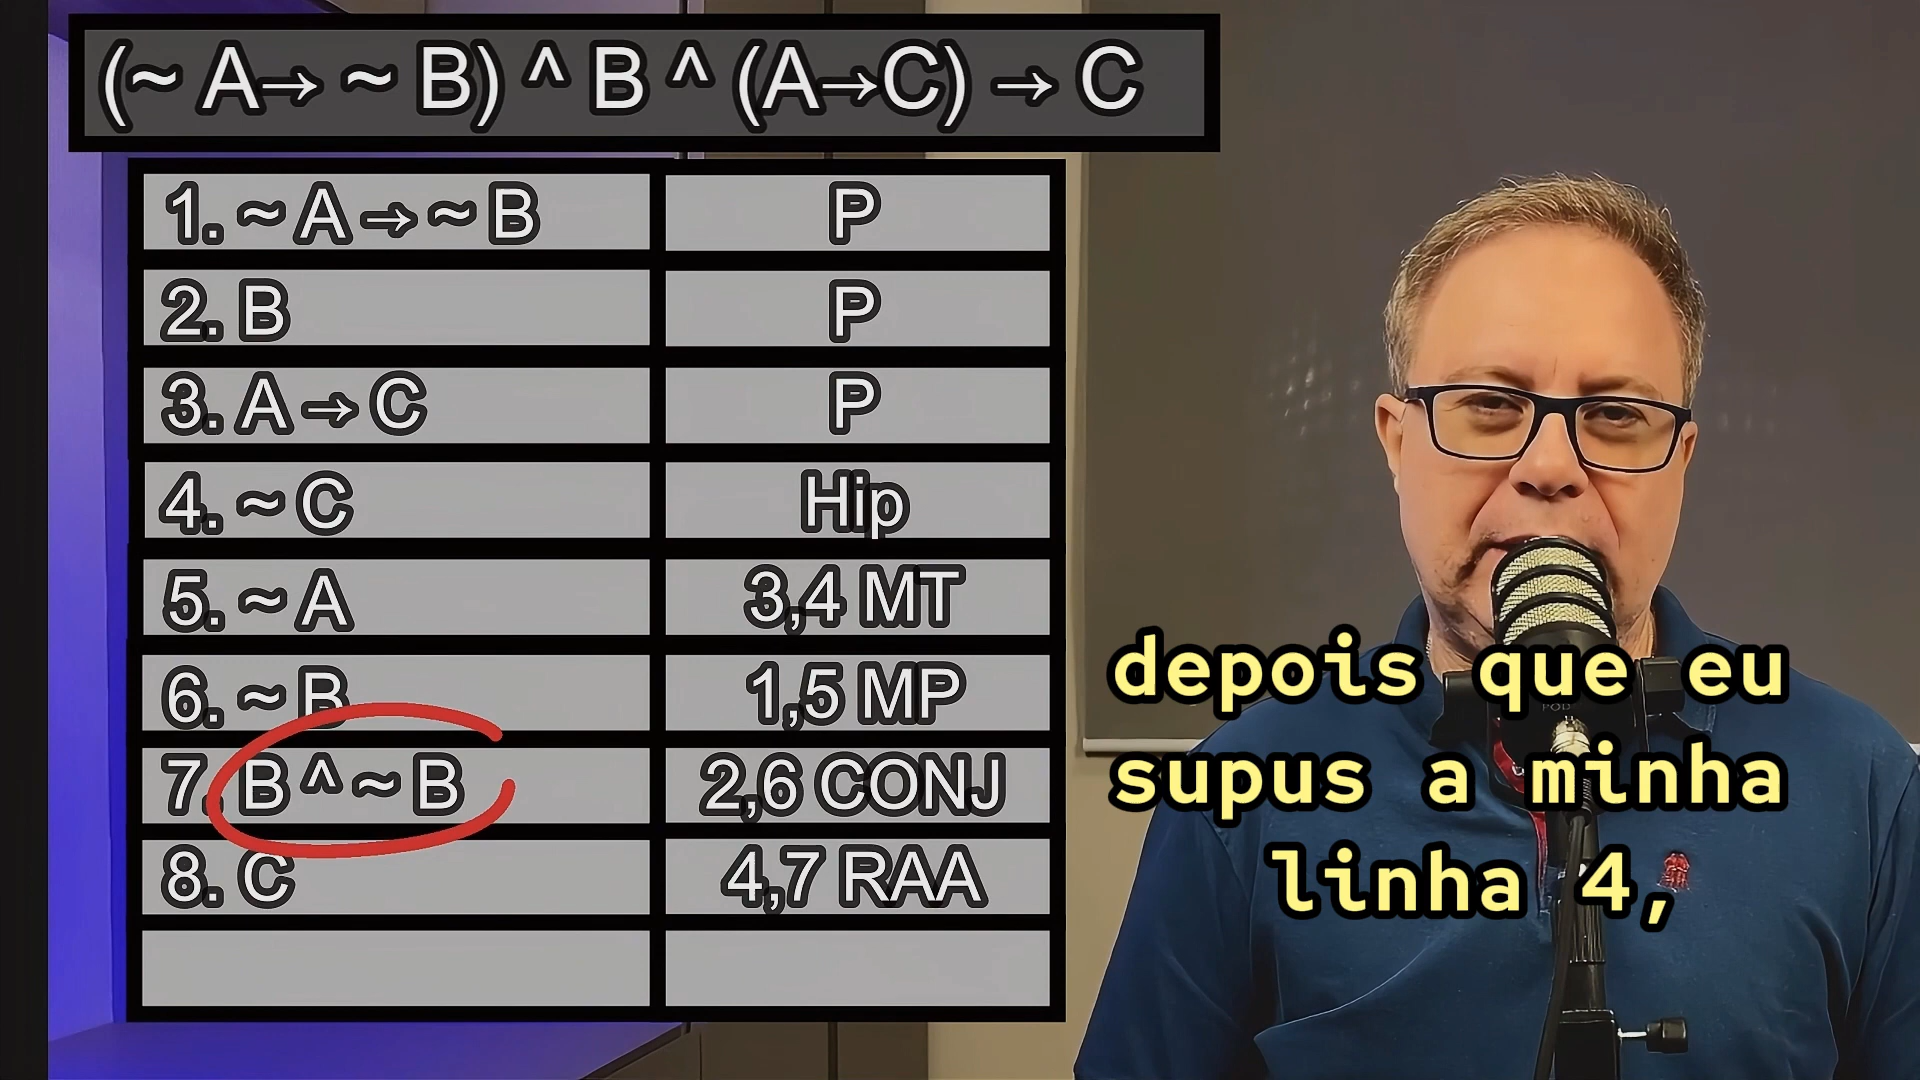 (~ A→ ~ B) ^ B ^ (A→C) → C
1. ~ A → ~ B P
2. B P
3. A → C P
4. ~ C Hip
5. ~ A 3,4 MT
6. ~ B 1,5 MP
7. B ^ ~ B 2,6 CONJ
8. C 4,7 RAA
depois que eu
supus a minha
linha 4,